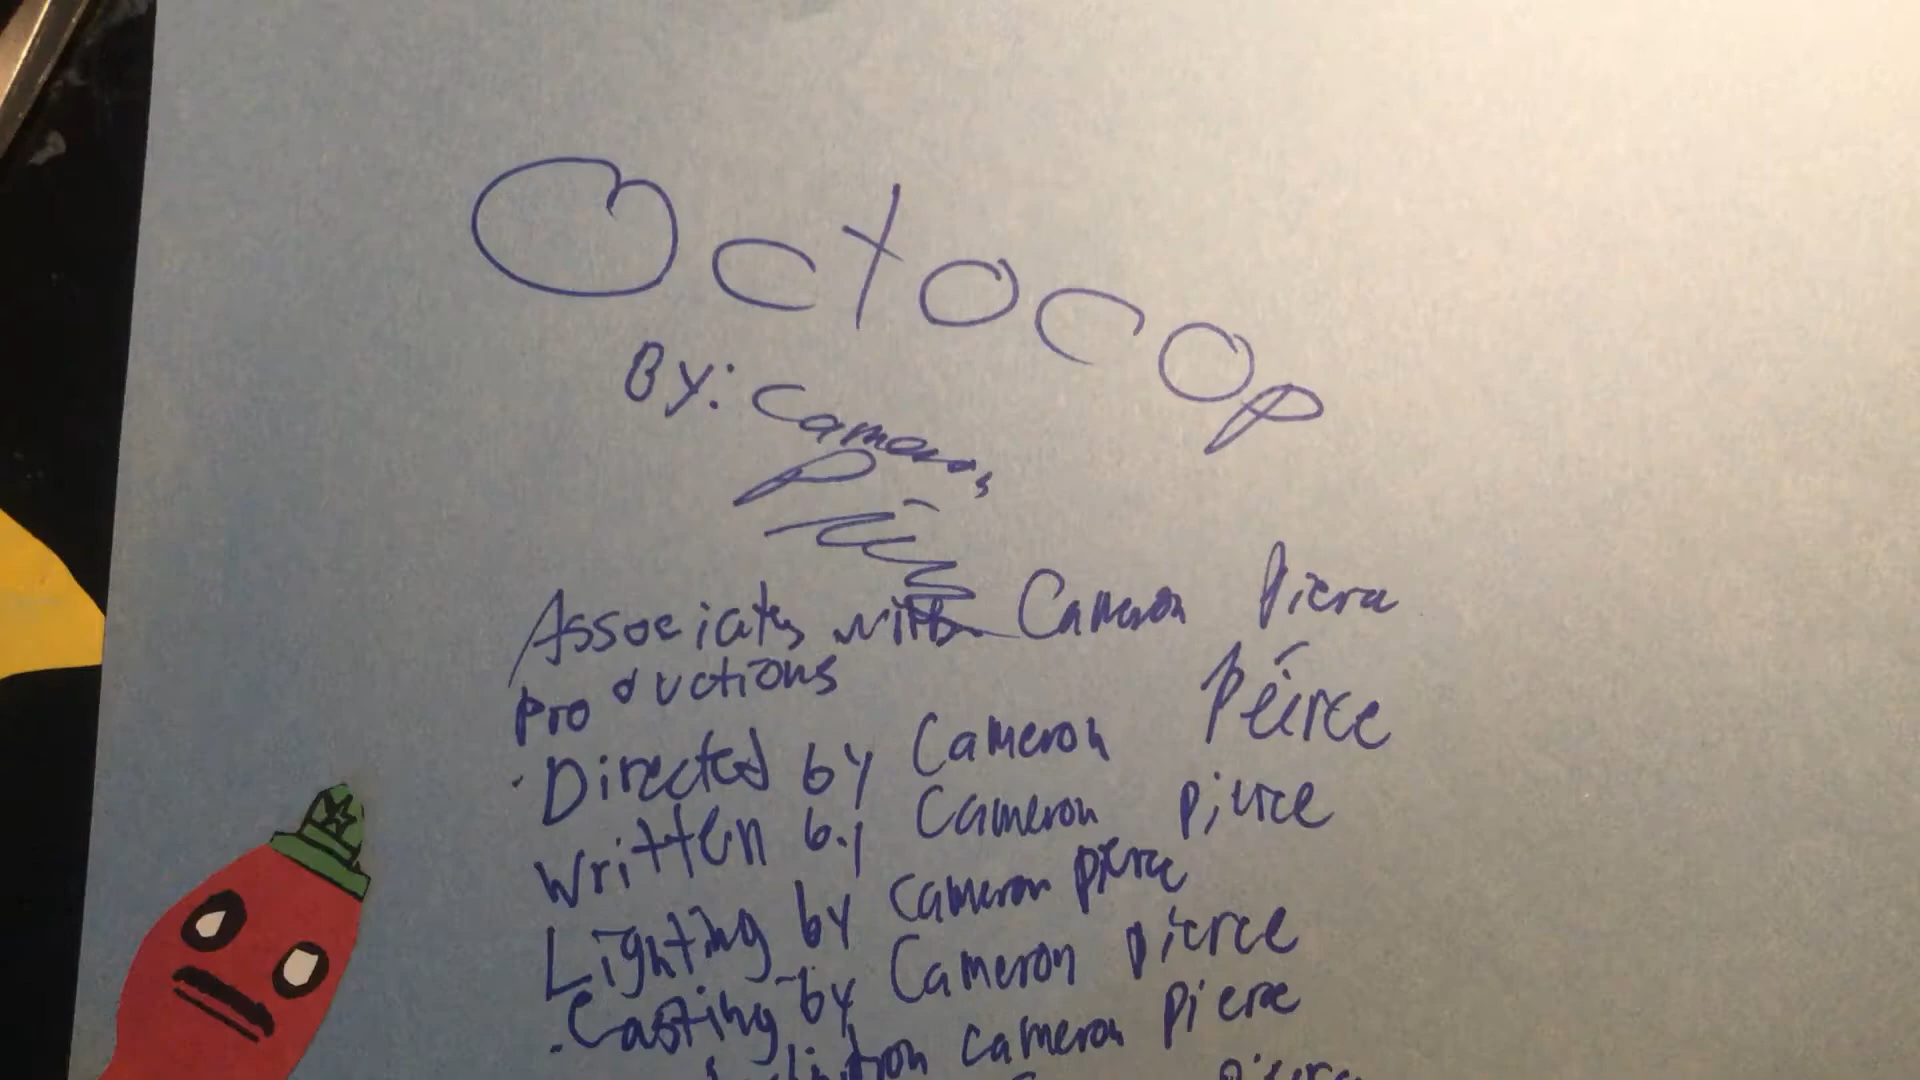 Octocop
By: Cameron
Associates with Cameron Pierce
Productions
Directed by Cameron Peirce
Written by Cameron pierce
Lighting by Cameron pierce
Casting by Cameron pierce
cameron pierce
pierce